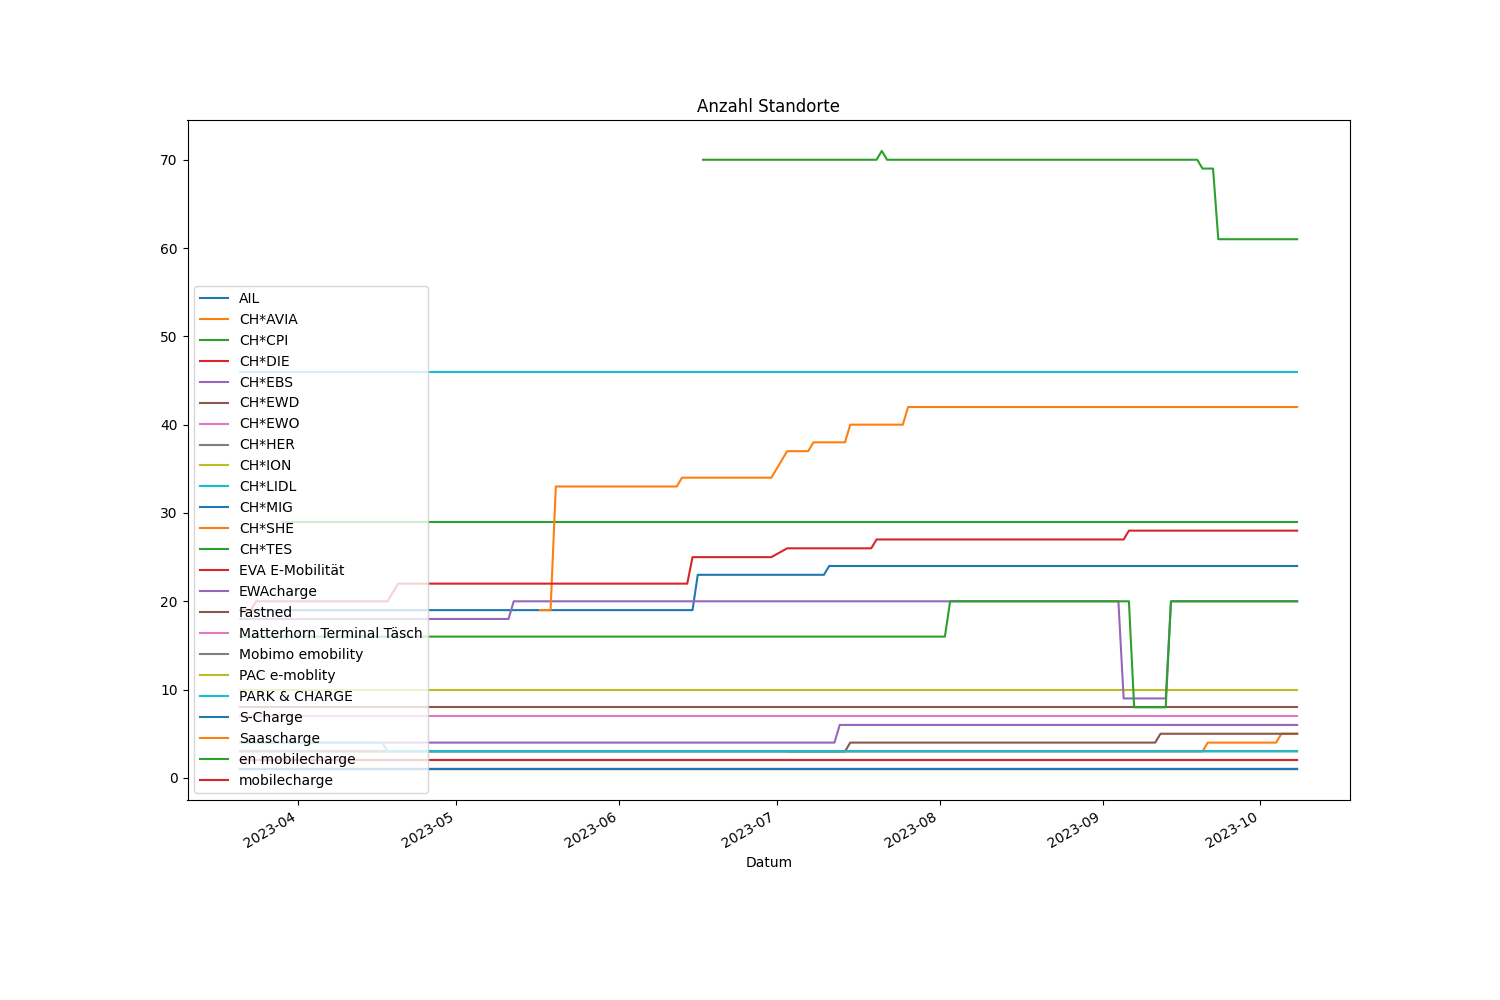 Anzahl Standorte
70
60
50
40
30
20
10
0
AIL
CH*AVIA
CH*CPI
CH*DIE
CH*EBS
CH*EWD
CH*EWO
CH*HER
CH*ION
CH*LIDL
CH*MIG
CH*SHE
CH*TES
EVA E-Mobilität
EWAcharge
Fastned
Matterhorn Terminal Täsch
Mobimo emobility
PAC e-moblity
PARK & CHARGE
S-Charge
Saascharge
en mobilecharge
mobilecharge
2023-04 2023-05 2023-06 2023-07 2023-08 2023-09 2023-10
Datum